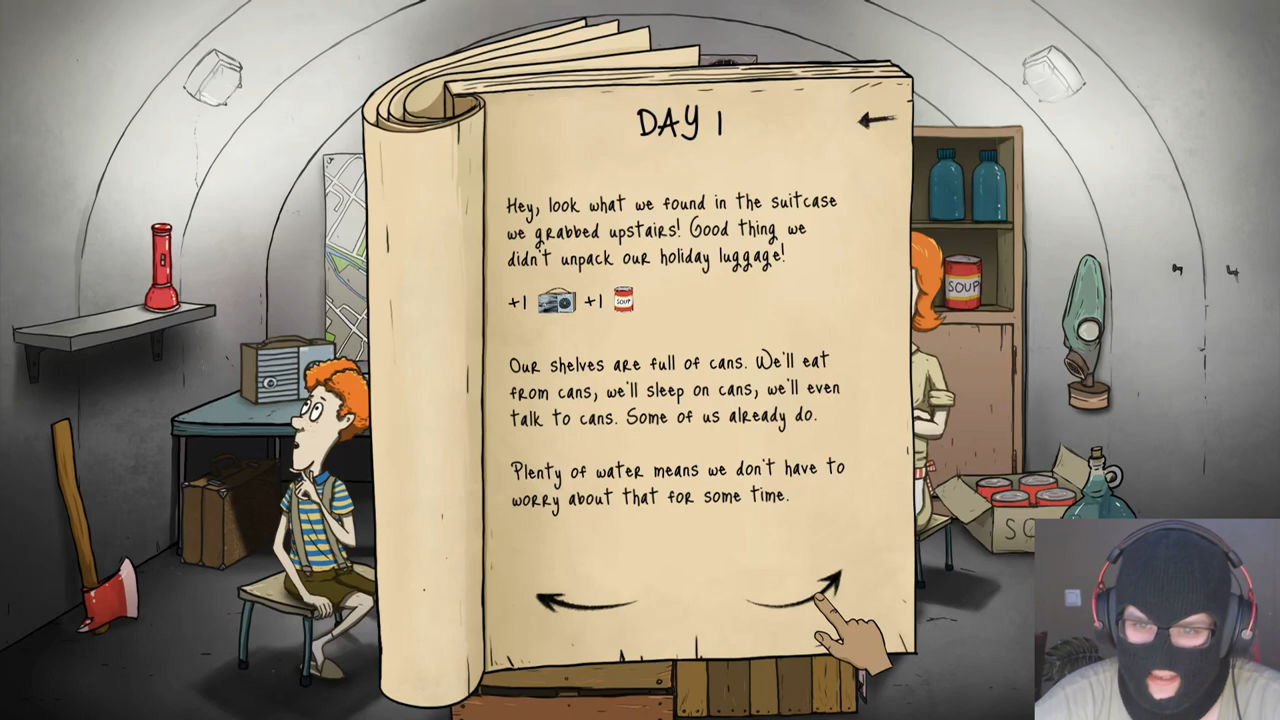 DAY 1
Hey, look what we found in the suitcase
we grabbed upstairs! Good thing we
didn't unpack our holiday luggage!
+1 +1
SOUP
Our shelves are full of cans. We'll eat
from cans, we'll sleep on cans, we'll even
talk to cans. Some of us already do.
Plenty of water means we don't have to
worry about that for some time.
SOUP
SO